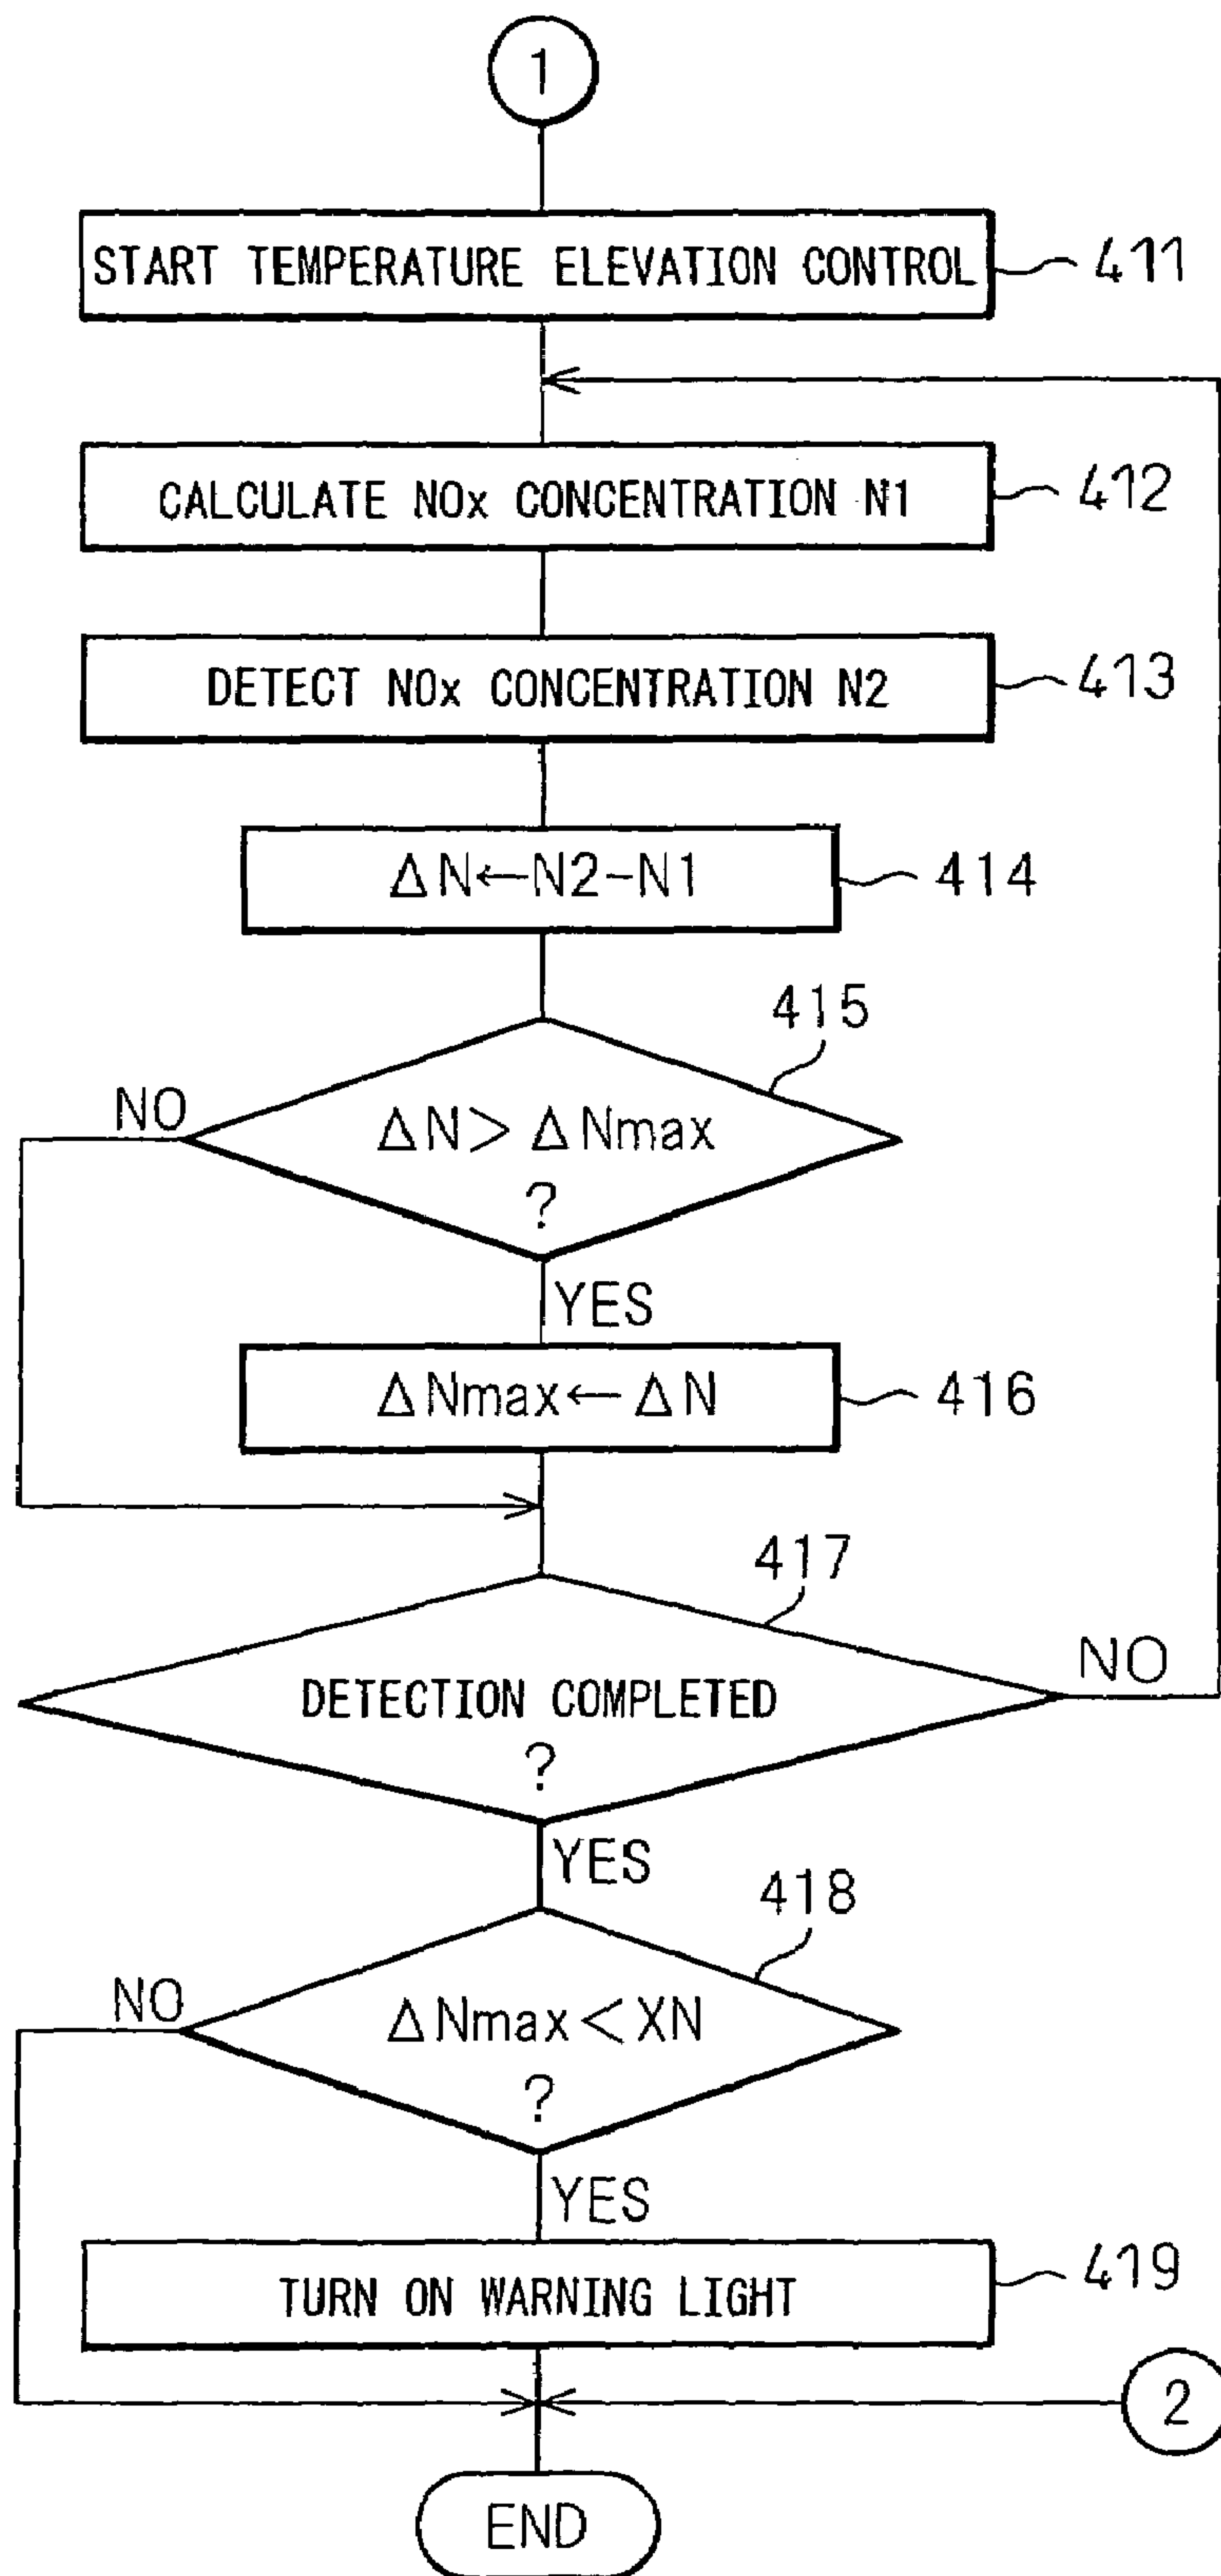 1
START TEMPERATURE ELEVATION CONTROL
411
CALCULATE NOx CONCENTRATION N1
412
DETECT NOx CONCENTRATION N2
413
ΔN←N2-N1
414
415
NO
ΔN> ΔNmax
?
YES
ΔNmax←ΔN
416
417
NO
DETECTION COMPLETED
?
YES
418
NO
ΔNmax<XN
?
YES
TURN ON WARNING LIGHT
419
2
END